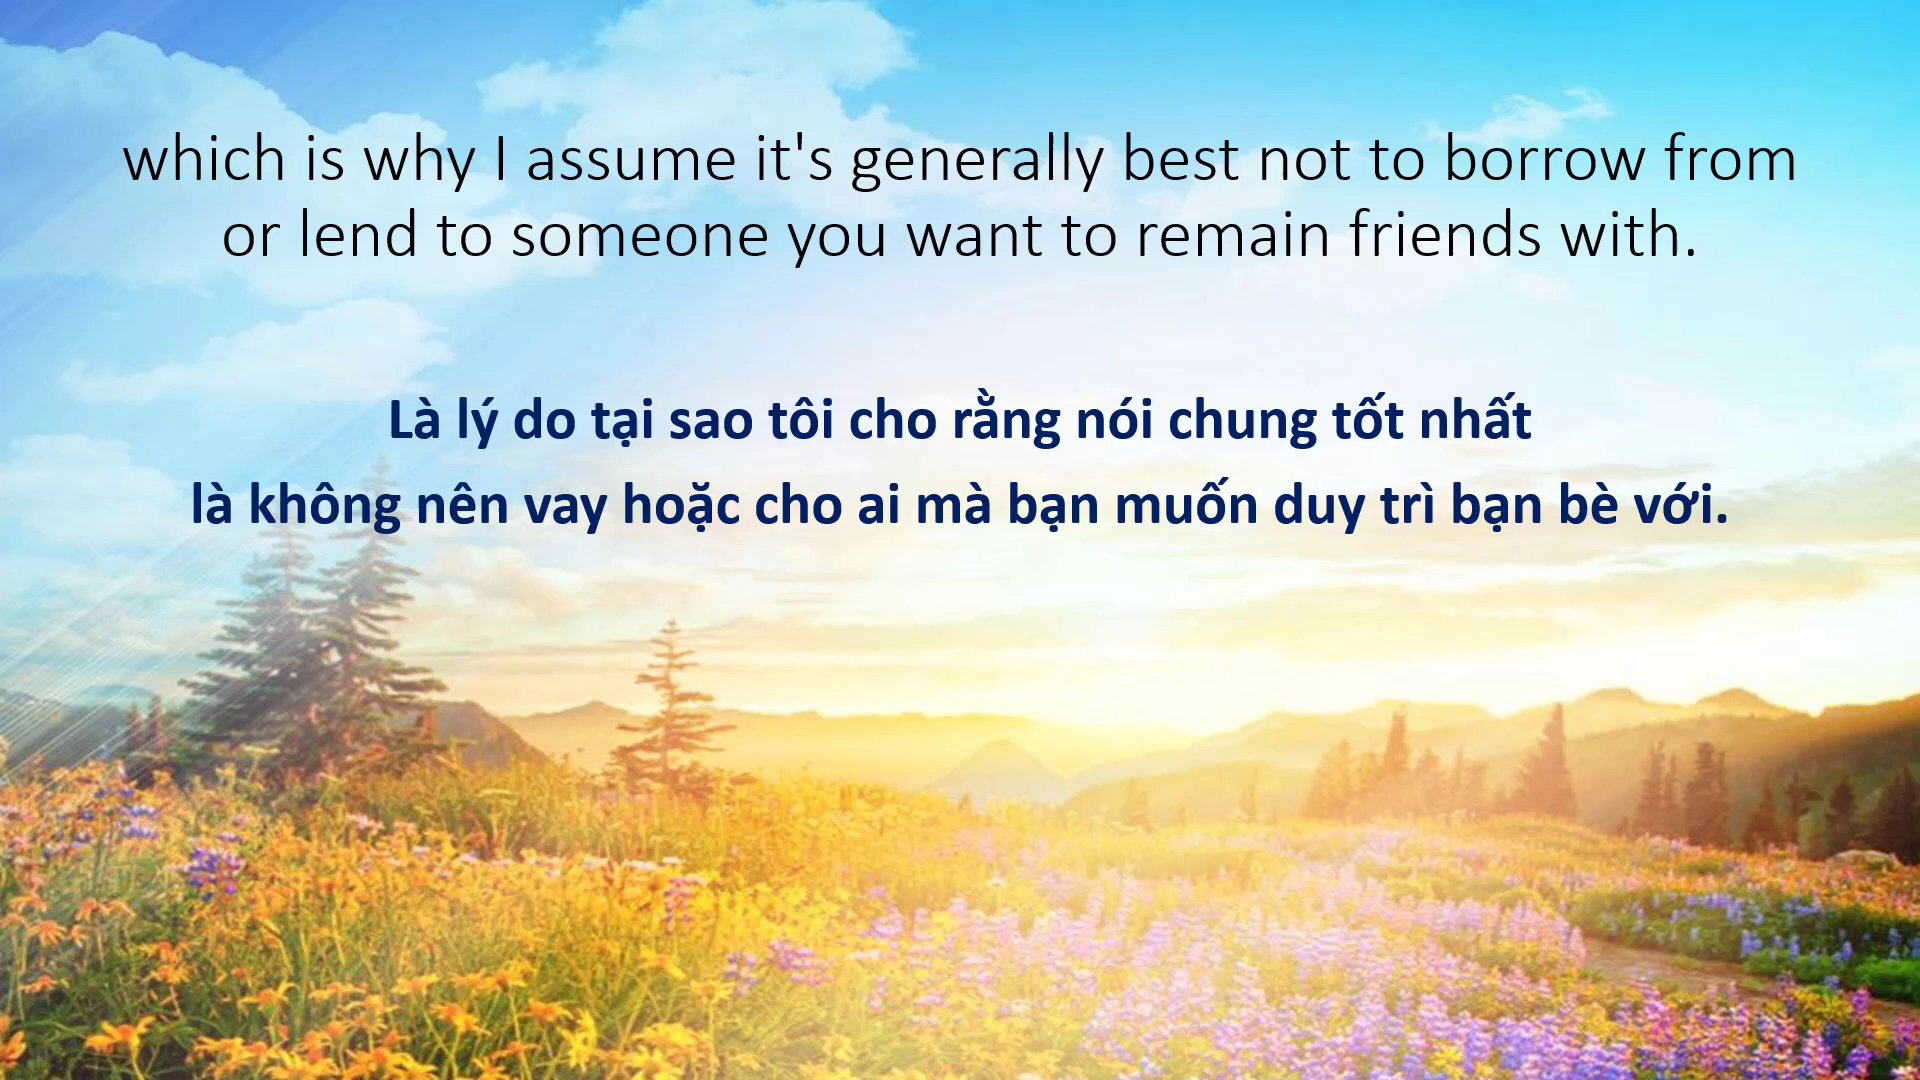 which is why I assume it's generally best not to borrow from
or lend to someone you want to remain friends with.
Là lý do tại sao tôi cho rằng nói chung tốt nhất
là không nên vay hoặc cho ai mà bạn muốn duy trì bạn bè với.